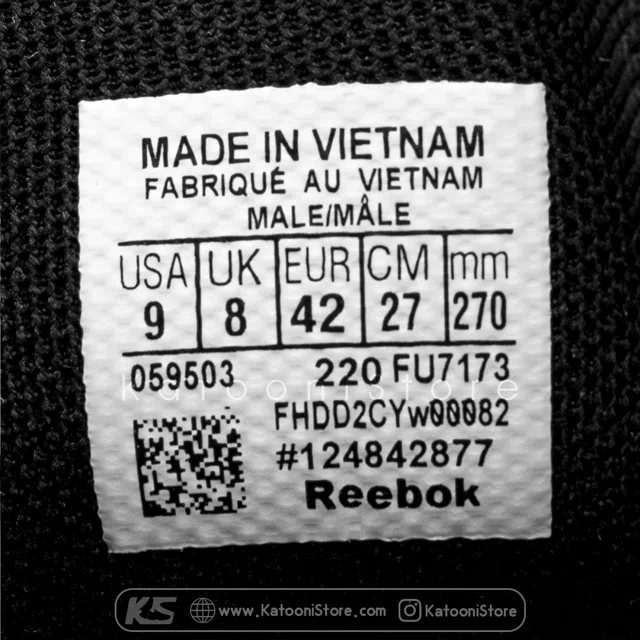 MADE IN VIETNAM
FABRIQUÉ AU VIETNAM
MALE/MÂLE
USA UK EUR CM mm
9 8 42 27 270
059503 220 FU7173
KatooniStore
FHDD2CYw00082
#124842877
Reebok
KS www.KatooniStore.com KatooniStore